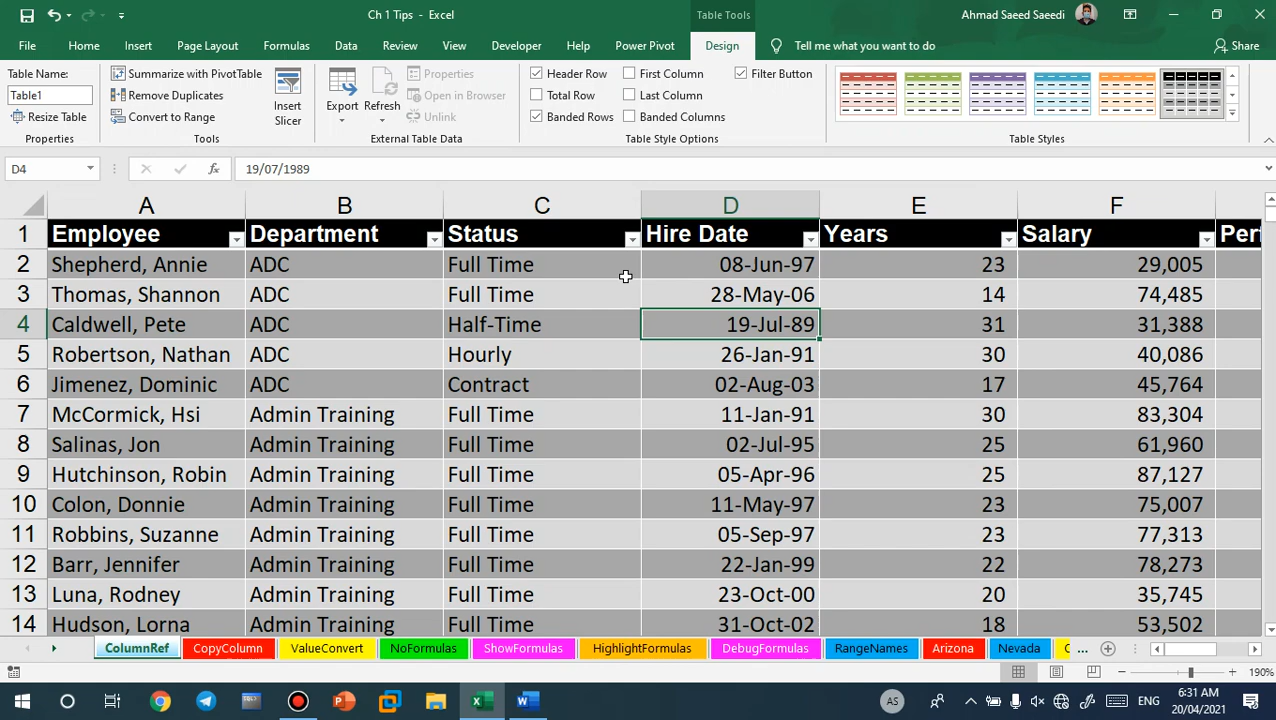 Ch 1 Tips - Excel
Table Tools
Ahmad Saeed Saeedi
File Home Insert Page Layout Formulas Data Review View Developer Help Power Pivot Design Tell me what you want to do Share
Table Name:
Table1
Resize Table
Properties
Summarize with PivotTable
Remove Duplicates
Convert to Range
Tools
Insert
Slicer
Export
Refresh
Properties
Open in Browser
Unlink
External Table Data
Header Row
Total Row
Banded Rows
First Column
Last Column
Banded Columns
Filter Button
Table Style Options
Table Styles
D4
fx
19/07/1989
A B C D E F
1 Employee Department Status Hire Date Years Salary Perf
2 Shepherd, Annie ADC Full Time 08-Jun-97 23 29,005
3 Thomas, Shannon ADC Full Time 28-May-06 14 74,485
4 Caldwell, Pete ADC Half-Time 19-Jul-89 31 31,388
5 Robertson, Nathan ADC Hourly 26-Jan-91 30 40,086
6 Jimenez, Dominic ADC Contract 02-Aug-03 17 45,764
7 McCormick, Hsi Admin Training Full Time 11-Jan-91 30 83,304
8 Salinas, Jon Admin Training Full Time 02-Jul-95 25 61,960
9 Hutchinson, Robin Admin Training Full Time 05-Apr-96 25 87,127
10 Colon, Donnie Admin Training Full Time 11-May-97 23 75,007
11 Robbins, Suzanne Admin Training Full Time 05-Sep-97 23 77,313
12 Barr, Jennifer Admin Training Full Time 22-Jan-99 22 78,273
13 Luna, Rodney Admin Training Full Time 23-Oct-00 20 35,745
14 Hudson, Lorna Admin Training Full Time 31-Oct-02 18 53,502
ColumnRef CopyColumn ValueConvert NoFormulas ShowFormulas HighlightFormulas DebugFormulas RangeNames Arizona Nevada ...
190%
AS
ENG
6:31 AM
20/04/2021